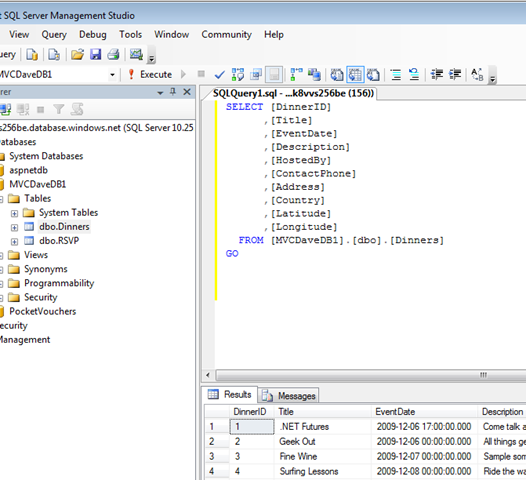 t SQL Server Management Studio
View Query Debug Tools Window Community Help
uery
MVCDaveDB1 Execute
rer
SQLQuery1.sql - ...k8vvs256be (156))
s256be.database.windows.net (SQL Server 10.25
atabases
System Databases
aspnetdb
MVCDaveDB1
Tables
System Tables
dbo.Dinners
dbo.RSVP
Views
Synonyms
Programmability
Security
PocketVouchers
ecurity
Management
SELECT [DinnerID]
,[Title]
,[EventDate]
,[Description]
,[HostedBy]
,[ContactPhone]
,[Address]
,[Country]
,[Latitude]
,[Longitude]
FROM [MVCDaveDB1].[dbo].[Dinners]
GO
Results Messages
DinnerID Title EventDate Description
1 1 .NET Futures 2009-12-06 17:00:00.000 Come talk a
2 2 Geek Out 2009-12-06 00:00:00.000 All things ge
3 3 Fine Wine 2009-12-07 00:00:00.000 Sample som
4 4 Surfing Lessons 2009-12-08 00:00:00.000 Ride the wa